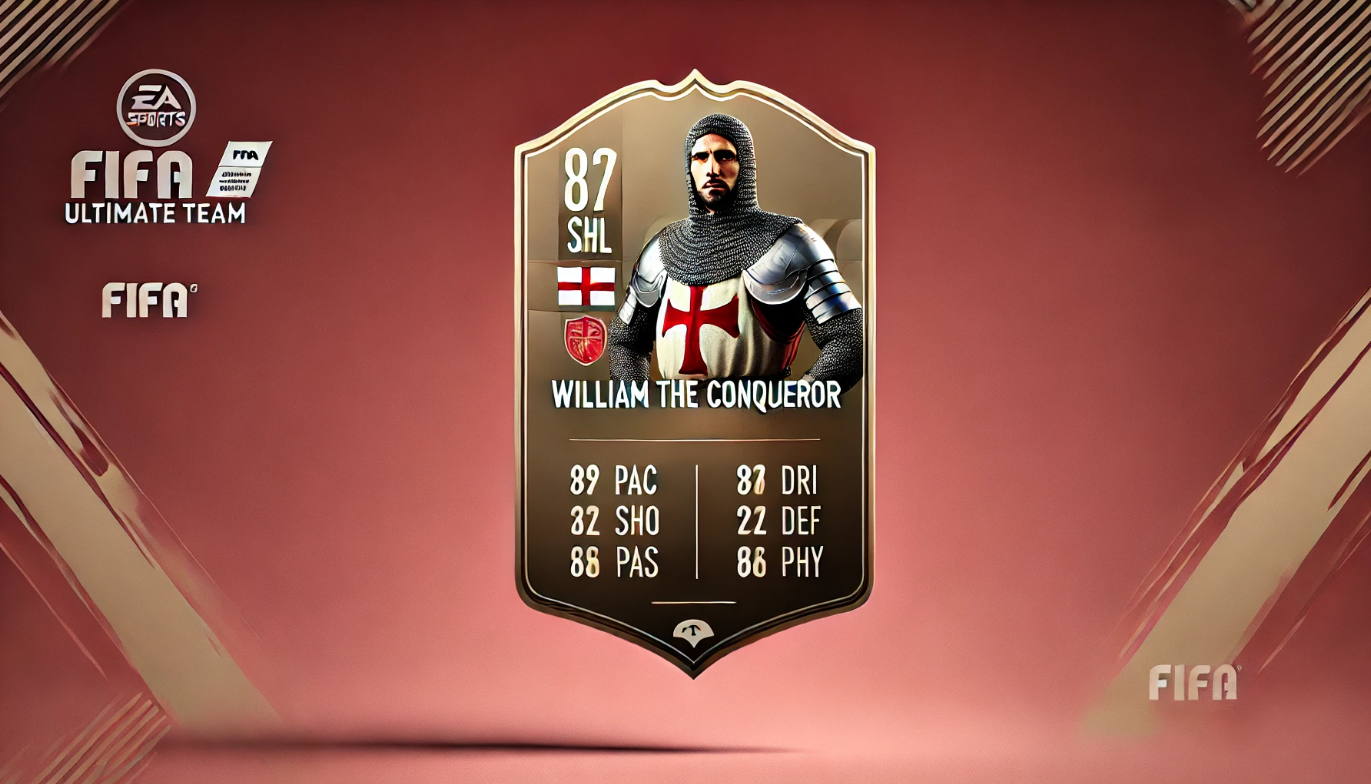 EA
SPORTS
FIFA
ULTIMATE TEAM
FIFA
87
SHL
WILLIAM THE CONQUEROR
89 PAC
82 SHO
88 PAS
87 DRI
22 DEF
86 PHY
FIFA